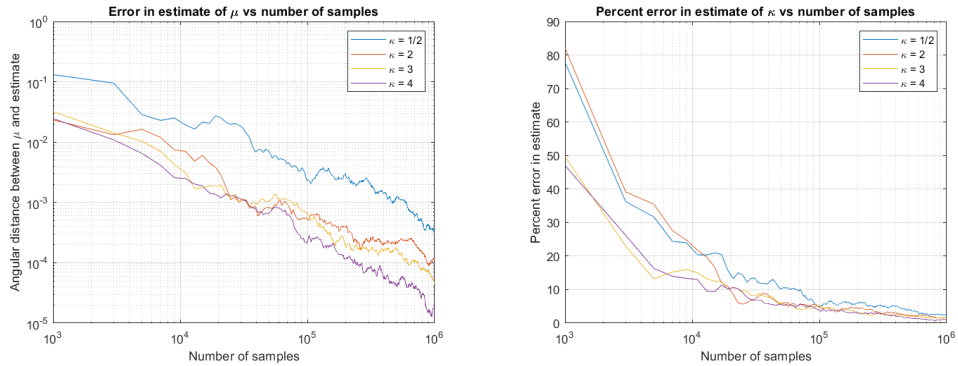 Error in estimate of μ vs number of samples
10^0
10^-1
10^-2
10^-3
10^-4
10^-5
Angular distance between μ and estimate
κ = 1/2
κ = 2
κ = 3
κ = 4
10^3
10^4
10^5
10^6
Number of samples
Percent error in estimate of κ vs number of samples
90
80
70
60
50
40
30
20
10
0
Percent error in estimate
κ = 1/2
κ = 2
κ = 3
κ = 4
10^3
10^4
10^5
10^6
Number of samples